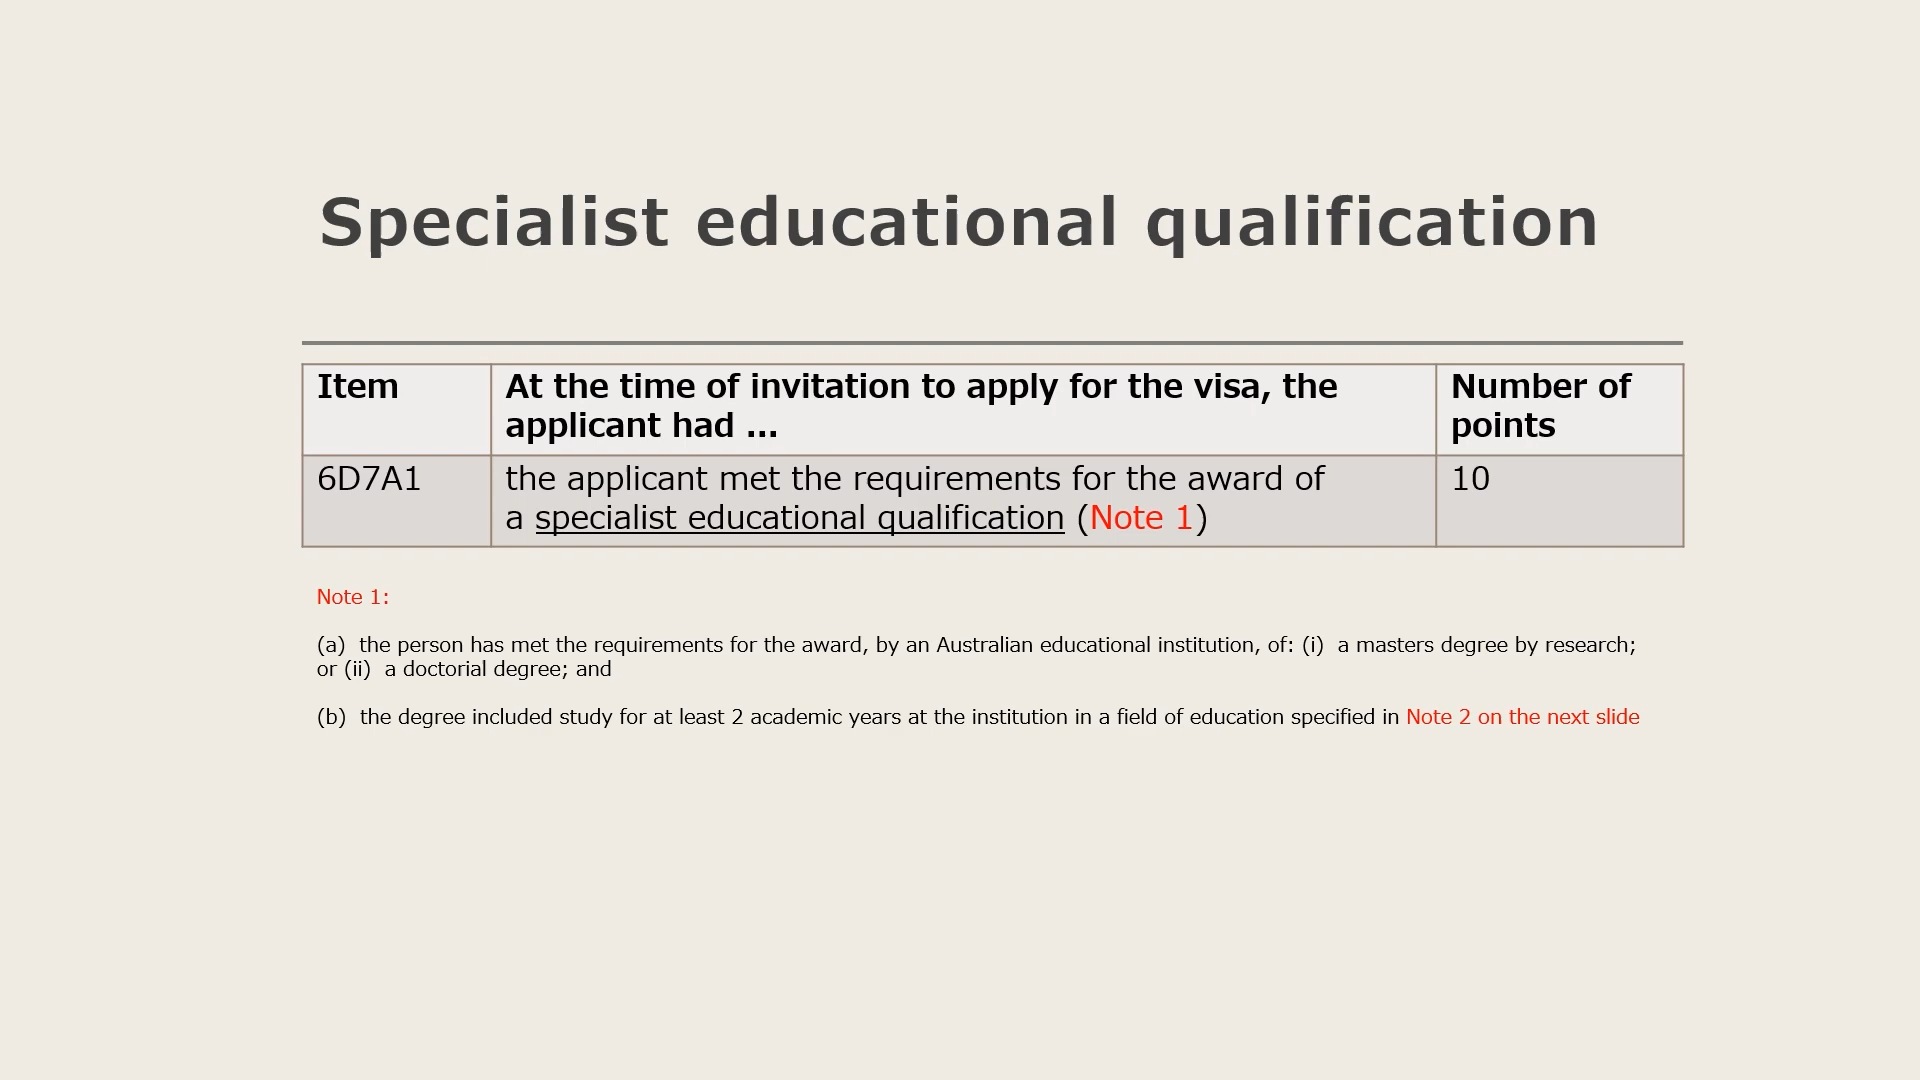 Specialist educational qualification
Item
At the time of invitation to apply for the visa, the
applicant had ...
Number of
points
6D7A1
the applicant met the requirements for the award of
a specialist educational qualification (Note 1)
10
Note 1:
(a)  the person has met the requirements for the award, by an Australian educational institution, of: (i)  a masters degree by research;
or (ii)  a doctorial degree; and
(b)  the degree included study for at least 2 academic years at the institution in a field of education specified in Note 2 on the next slide